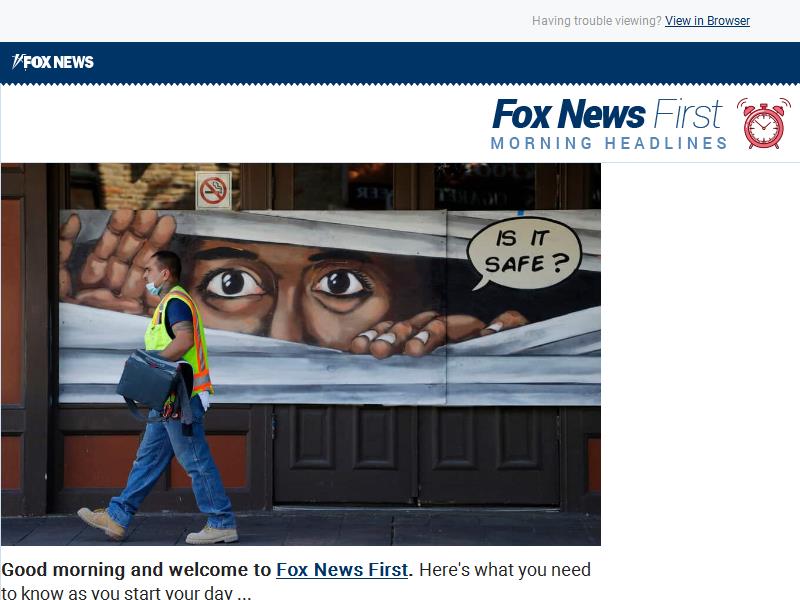 Having trouble viewing? View in Browser
FOX NEWS
Fox News First
MORNING HEADLINES
IS IT
SAFE?
Good morning and welcome to Fox News First. Here's what you need
to know as you start your day ...